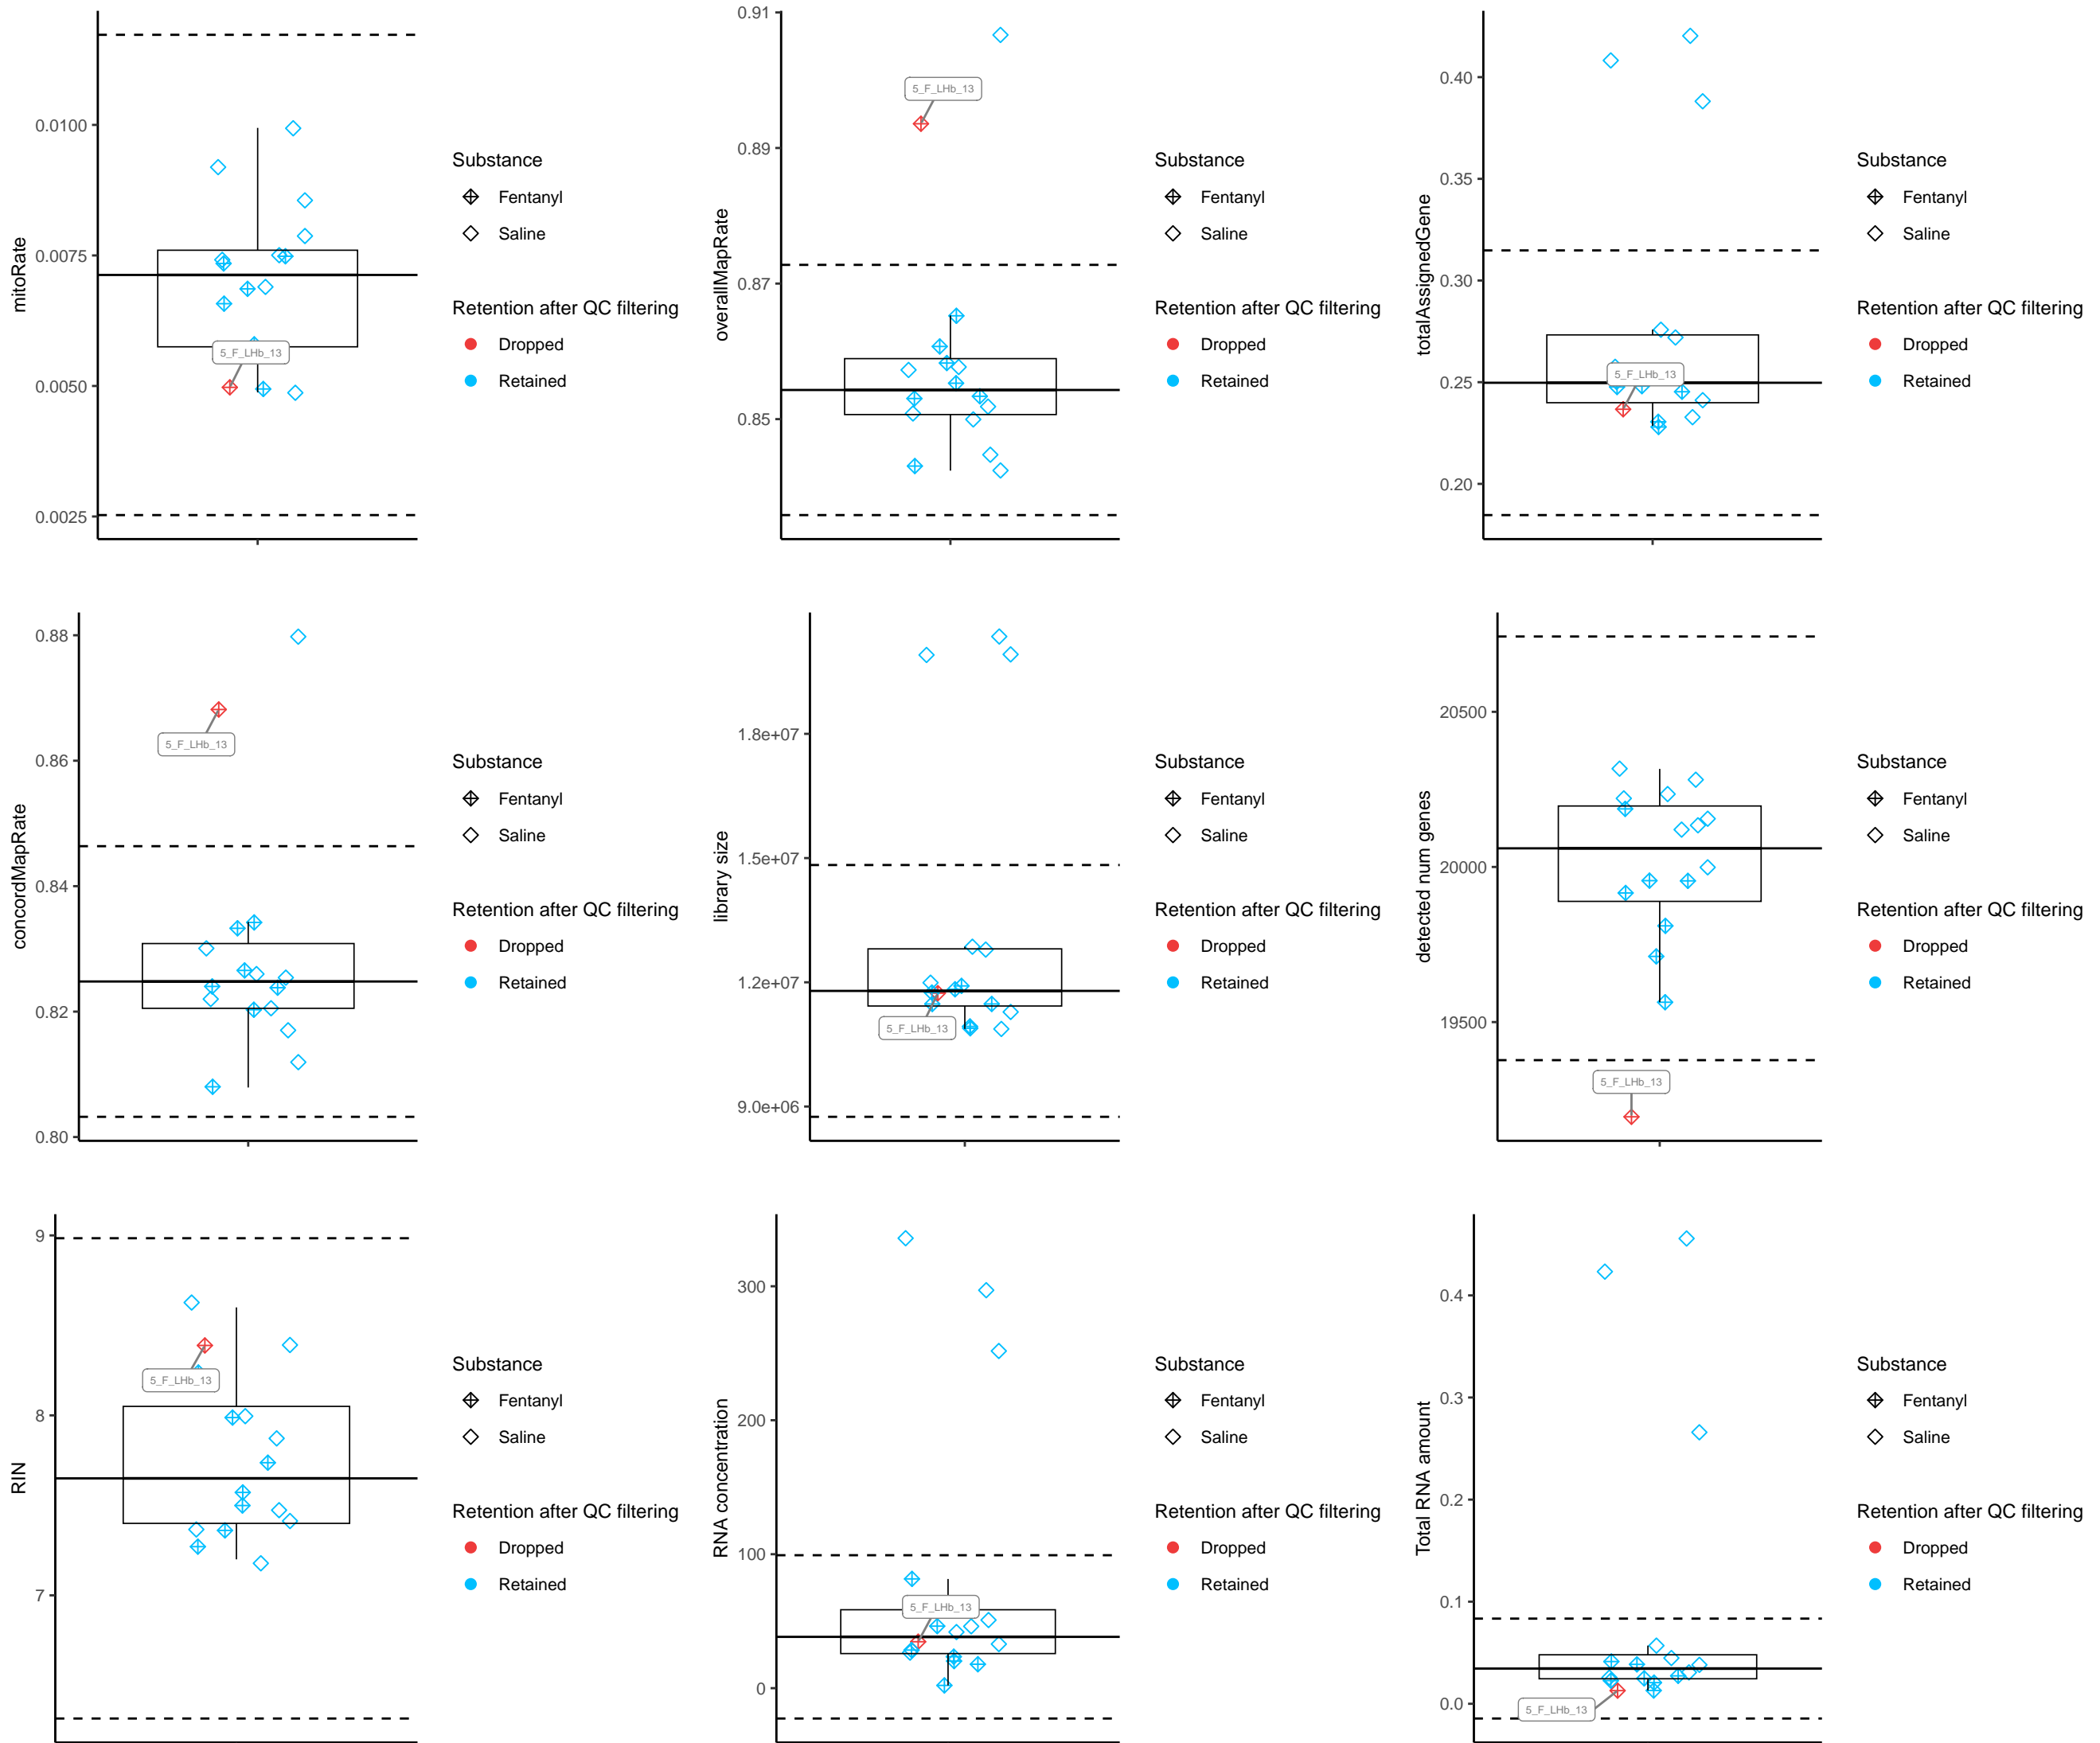 mitoRate
0.0100
0.0075
0.0050
0.0025
5_F_LHb_13
Substance
Fentanyl
Saline
Retention after QC filtering
Dropped
Retained
overallMapRate
0.91
0.89
0.87
0.85
5_F_LHb_13
Substance
Fentanyl
Saline
Retention after QC filtering
Dropped
Retained
totalAssignedGene
0.40
0.35
0.30
0.25
0.20
5_F_LHb_13
Substance
Fentanyl
Saline
Retention after QC filtering
Dropped
Retained
concordMapRate
0.88
0.86
0.84
0.82
0.80
5_F_LHb_13
Substance
Fentanyl
Saline
Retention after QC filtering
Dropped
Retained
library size
1.8e+07
1.5e+07
1.2e+07
9.0e+06
5_F_LHb_13
Substance
Fentanyl
Saline
Retention after QC filtering
Dropped
Retained
detected num genes
20500
20000
19500
5_F_LHb_13
Substance
Fentanyl
Saline
Retention after QC filtering
Dropped
Retained
RIN
9
8
7
5_F_LHb_13
Substance
Fentanyl
Saline
Retention after QC filtering
Dropped
Retained
RNA concentration
300
200
100
0
5_F_LHb_13
Substance
Fentanyl
Saline
Retention after QC filtering
Dropped
Retained
Total RNA amount
0.4
0.3
0.2
0.1
0.0
5_F_LHb_13
Substance
Fentanyl
Saline
Retention after QC filtering
Dropped
Retained